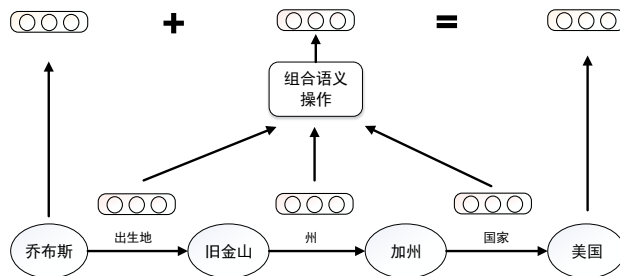 +
=
组合语义
操作
出生地
州
国家
乔布斯
旧金山
加州
美国